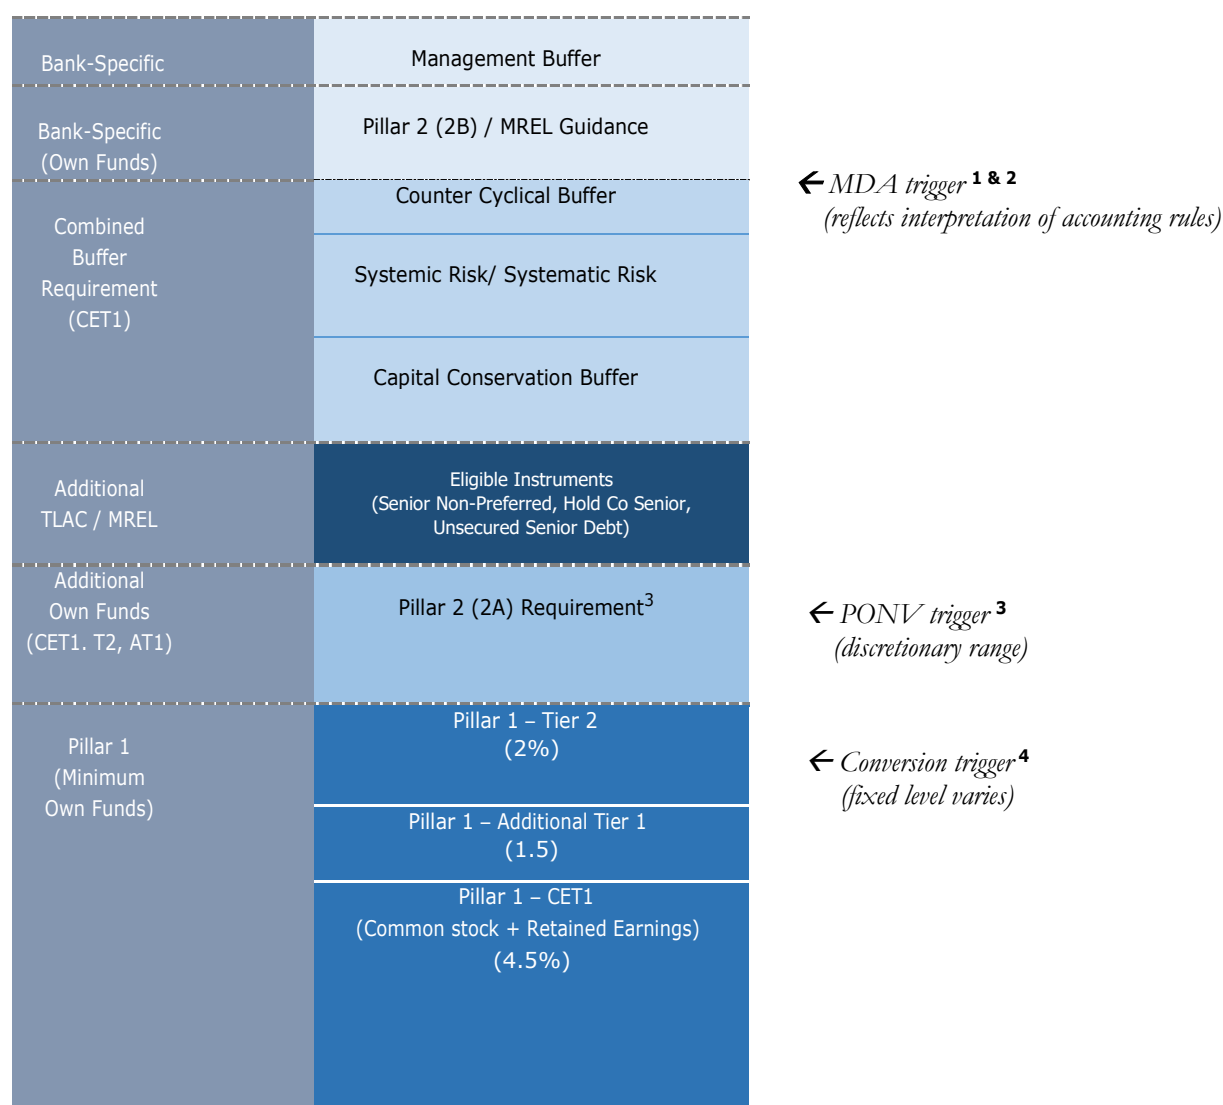 Bank-Specific
Management Buffer
Bank-Specific
(Own Funds)
Pillar 2 (2B) / MREL Guidance
Combined
Buffer
Requirement
(CET1)
Counter Cyclical Buffer
Systemic Risk/ Systematic Risk
Capital Conservation Buffer
← MDA trigger 1 & 2
(reflects interpretation of accounting rules)
Additional
TLAC / MREL
Eligible Instruments
(Senior Non-Preferred, Hold Co Senior,
Unsecured Senior Debt)
Additional
Own Funds
(CET1. T2, AT1)
Pillar 2 (2A) Requirement3
← PONV trigger 3
(discretionary range)
Pillar 1
(Minimum
Own Funds)
Pillar 1 – Tier 2
(2%)
← Conversion trigger 4
(fixed level varies)
Pillar 1 – Additional Tier 1
(1.5)
Pillar 1 – CET1
(Common stock + Retained Earnings)
(4.5%)